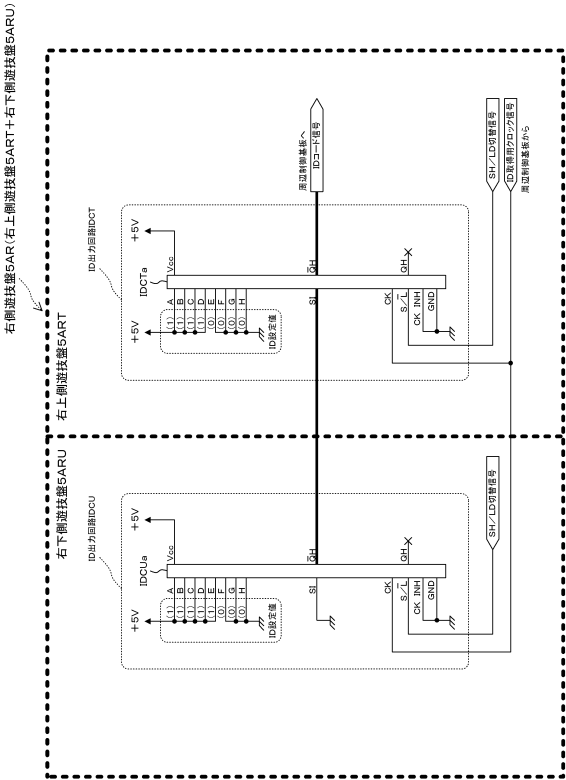 右側遊技盤5AR(右上側遊技盤5ART＋右下側遊技盤5ARU)
右下側遊技盤5ARU
ID出力回路IDCU
＋5V
＋5V
IDCUa
Vcc
(1) A
(1) B
(1) C
(1) D
(1) E
(0) F
(0) G
(0) H
ID設定値
SI
Q̅H
QH
CK
S/L̅
CK INH
GND
SH/LD切替信号
右上側遊技盤5ART
ID出力回路IDCT
＋5V
＋5V
IDCTa
Vcc
(1) A
(1) B
(1) C
(1) D
(0) E
(0) F
(0) G
(0) H
ID設定値
SI
Q̅H
QH
CK
S/L̅
CK INH
GND
周辺制御基板へ
IDコード信号
SH/LD切替信号
ID取得用クロック信号
周辺制御基板から